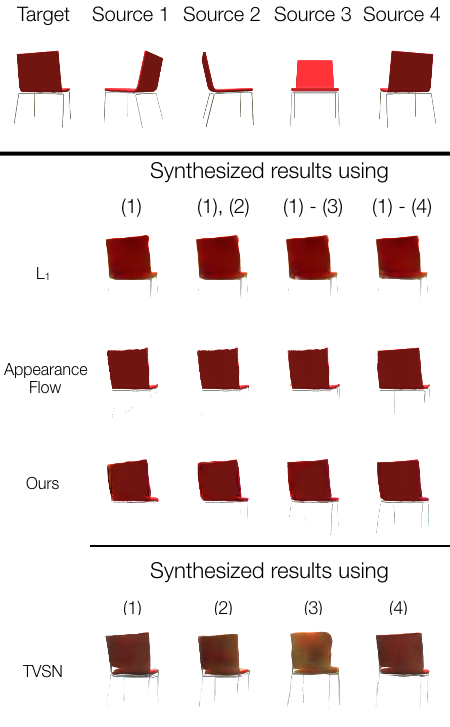 Target Source 1 Source 2 Source 3 Source 4
Synthesized results using
(1) (1), (2) (1) - (3) (1) - (4)
L₁
Appearance
Flow
Ours
Synthesized results using
(1) (2) (3) (4)
TVSN